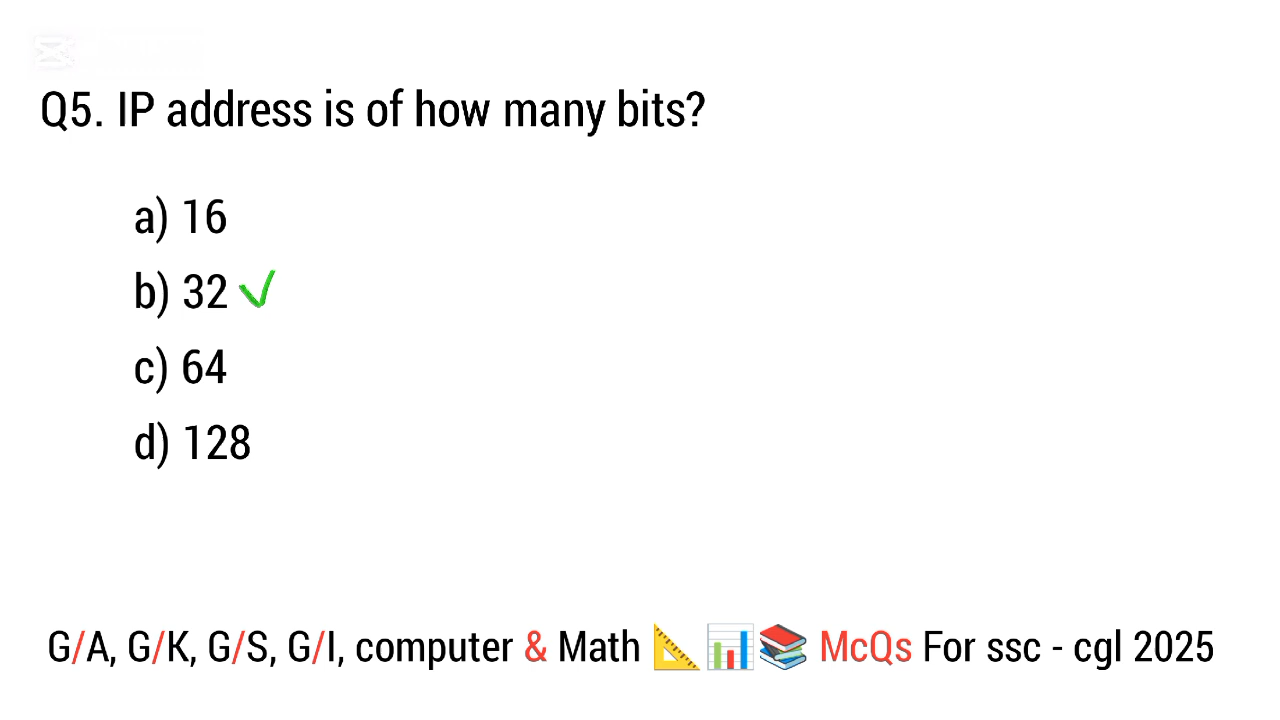 Q5. IP address is of how many bits?
a) 16
b) 32
c) 64
d) 128
G/A, G/K, G/S, G/I, computer & Math 📐📊📚 McQs For ssc - cgl 2025